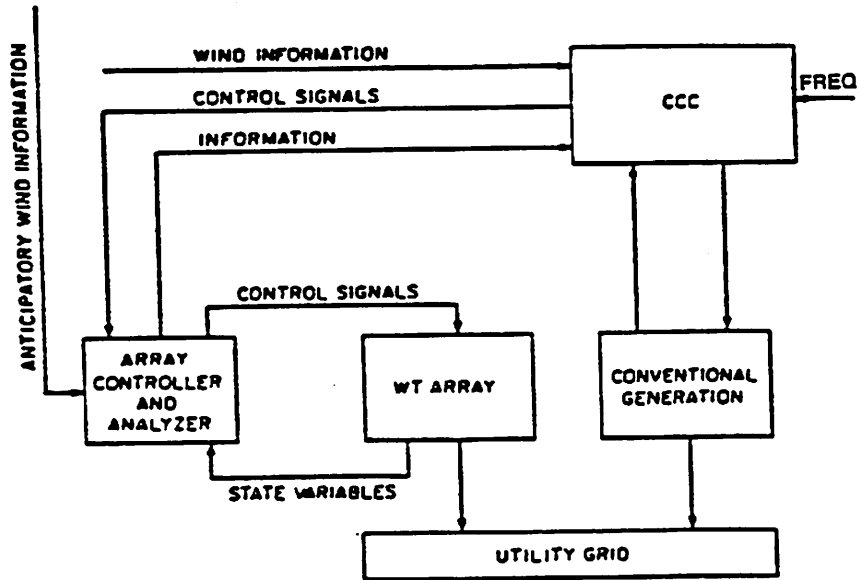 WIND INFORMATION
CCC
FREQ
CONTROL SIGNALS
INFORMATION
ANTICIPATORY WIND INFORMATION
CONTROL SIGNALS
ARRAY
CONTROLLER
AND
ANALYZER
WT ARRAY
CONVENTIONAL
GENERATION
STATE VARIABLES
UTILITY GRID